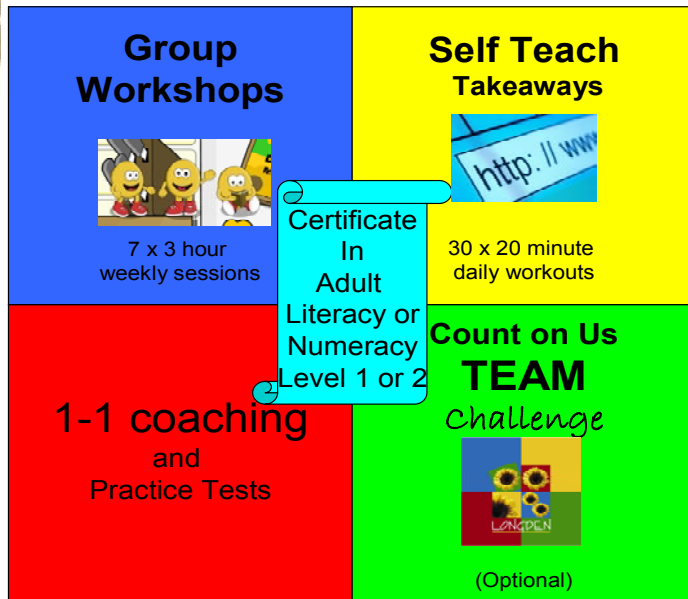 Group
Workshops
7 x 3 hour
weekly sessions
Self Teach
Takeaways
http: // www
30 x 20 minute
daily workouts
Certificate
In
Adult
Literacy or
Numeracy
Level 1 or 2
1-1 coaching
and
Practice Tests
Count on Us
TEAM
Challenge
LONGDEN
(Optional)